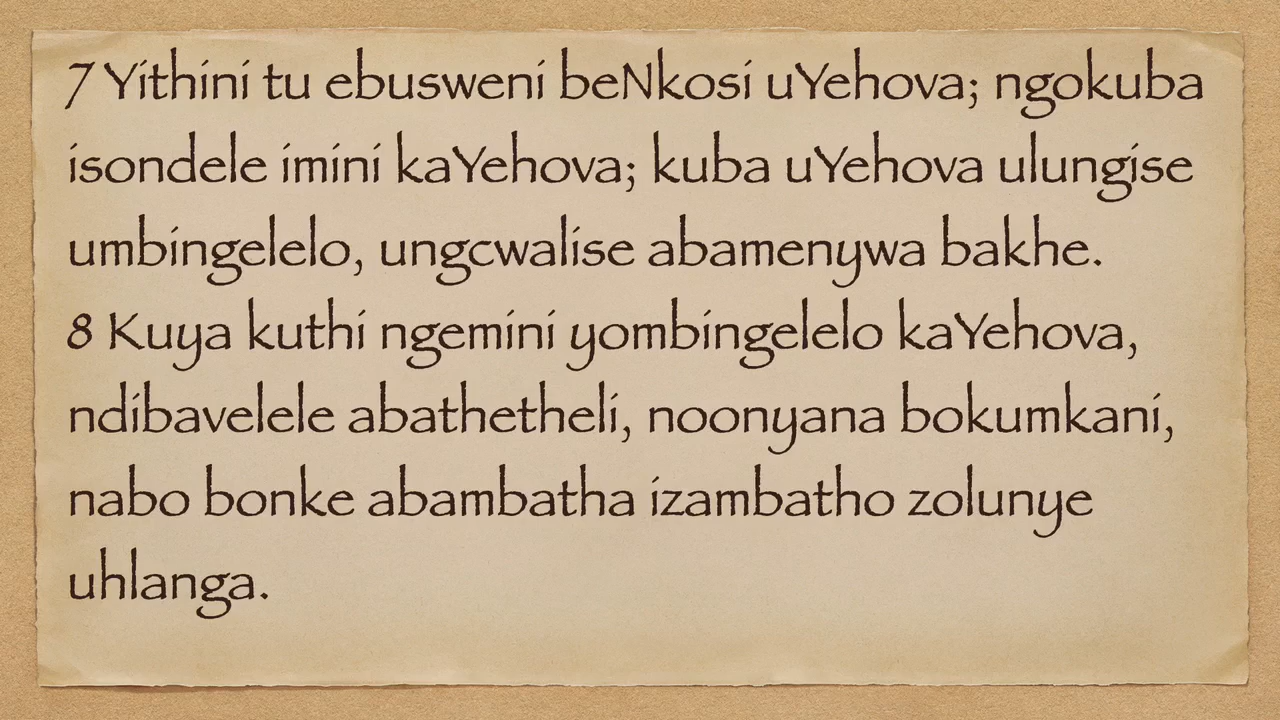 7 Yithini tu ebusweni beNkosi uYehova; ngokuba
isondele imini kaYehova; kuba uYehova ulungise
umbingelelo, ungcwalise abamenywa bakhe.
8 Kuya kuthi ngemini yombingelelo kaYehova,
ndibavelele abathetheli, noonyana bokumkani,
nabo bonke abambatha izambatho zolunye
uhlanga.